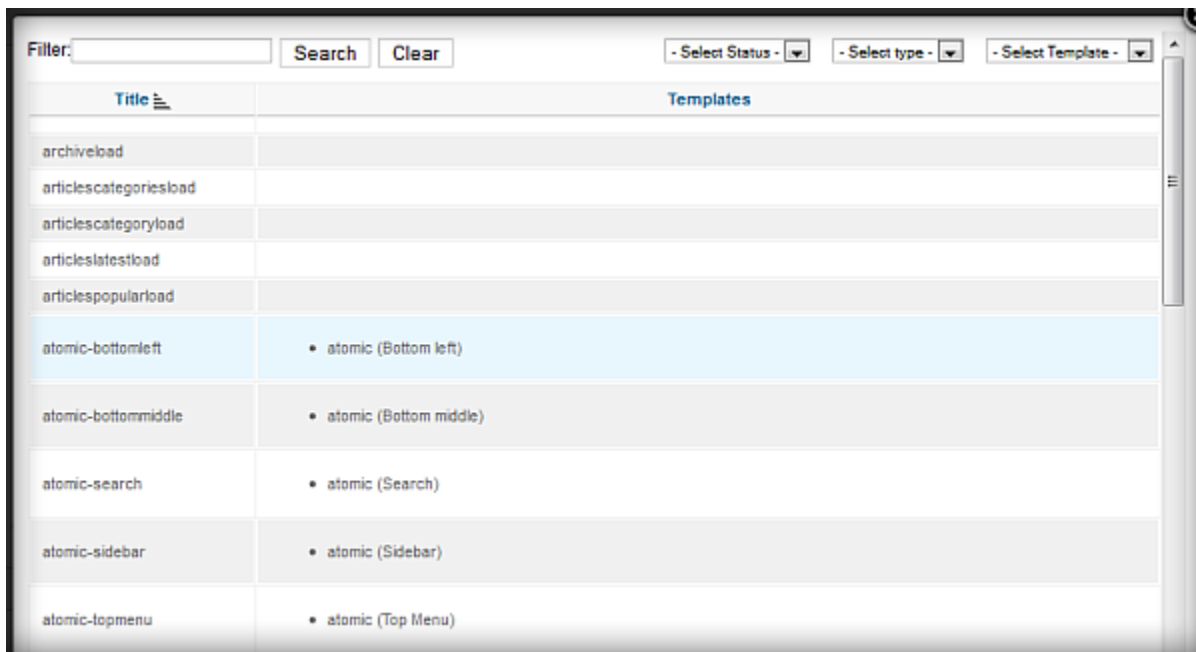 Filter: Search Clear - Select Status - - Select type - - Select Template -
Title Templates
archiveload
articlescategoriesload
articlescategoryload
articleslatestload
articlespopularload
atomic-bottomleft • atomic (Bottom left)
atomic-bottommiddle • atomic (Bottom middle)
atomic-search • atomic (Search)
atomic-sidebar • atomic (Sidebar)
atomic-topmenu • atomic (Top Menu)